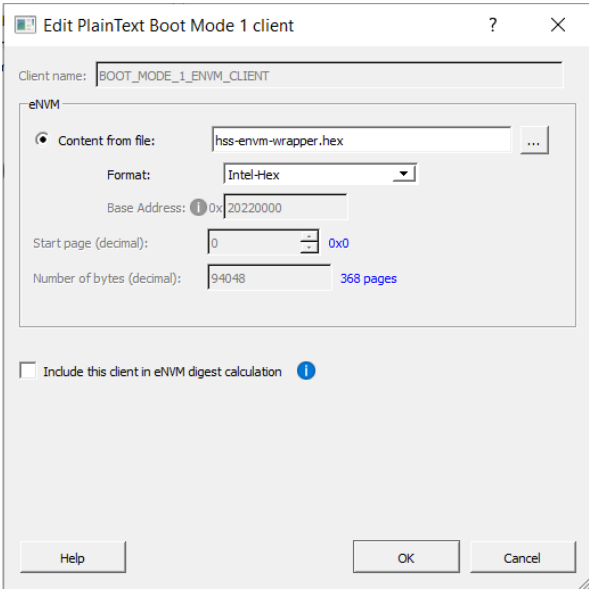 Edit PlainText Boot Mode 1 client ?
Client name: BOOT_MODE_1_ENVM_CLIENT
eNVM
Content from file: hss-envm-wrapper.hex ...
Format: Intel-Hex
Base Address: i 0x 20220000
Start page (decimal): 0 0x0
Number of bytes (decimal): 94048 368 pages
Include this client in eNVM digest calculation i
Help OK Cancel